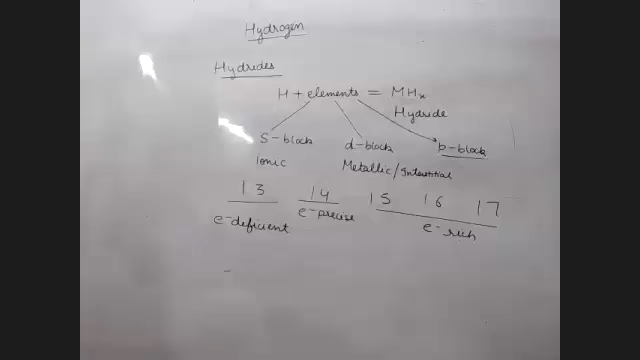 Hydrogen
Hydrides
H + elements = MHx
Hydride
S-block d-block p-block
Ionic Metallic/Interstitial
13 14 15 16 17
e-deficient e-precise e- rich